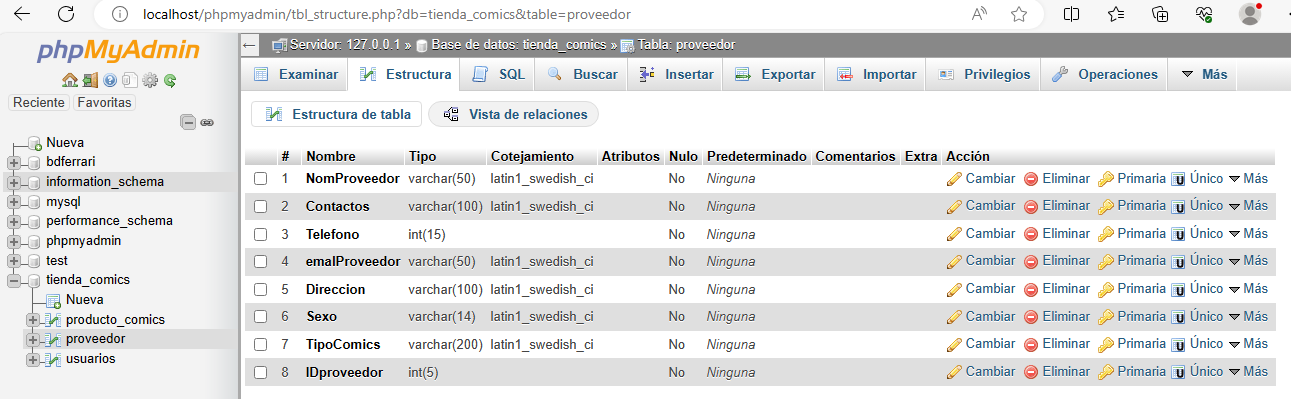 localhost/phpmyadmin/tbl_structure.php?db=tienda_comics&table=proveedor
phpMyAdmin
Reciente Favoritas
Nueva
bdferrari
information_schema
mysql
performance_schema
phpmyadmin
test
tienda_comics
Nueva
producto_comics
proveedor
usuarios
Servidor: 127.0.0.1 » Base de datos: tienda_comics » Tabla: proveedor
Examinar Estructura SQL Buscar Insertar Exportar Importar Privilegios Operaciones Más
Estructura de tabla Vista de relaciones
# Nombre Tipo Cotejamiento Atributos Nulo Predeterminado Comentarios Extra Acción
1 NomProveedor varchar(50) latin1_swedish_ci No Ninguna Cambiar Eliminar Primaria Único Más
2 Contactos varchar(100) latin1_swedish_ci No Ninguna Cambiar Eliminar Primaria Único Más
3 Telefono int(15) No Ninguna Cambiar Eliminar Primaria Único Más
4 emalProveedor varchar(50) latin1_swedish_ci No Ninguna Cambiar Eliminar Primaria Único Más
5 Direccion varchar(100) latin1_swedish_ci No Ninguna Cambiar Eliminar Primaria Único Más
6 Sexo varchar(14) latin1_swedish_ci No Ninguna Cambiar Eliminar Primaria Único Más
7 TipoComics varchar(200) latin1_swedish_ci No Ninguna Cambiar Eliminar Primaria Único Más
8 IDproveedor int(5) No Ninguna Cambiar Eliminar Primaria Único Más